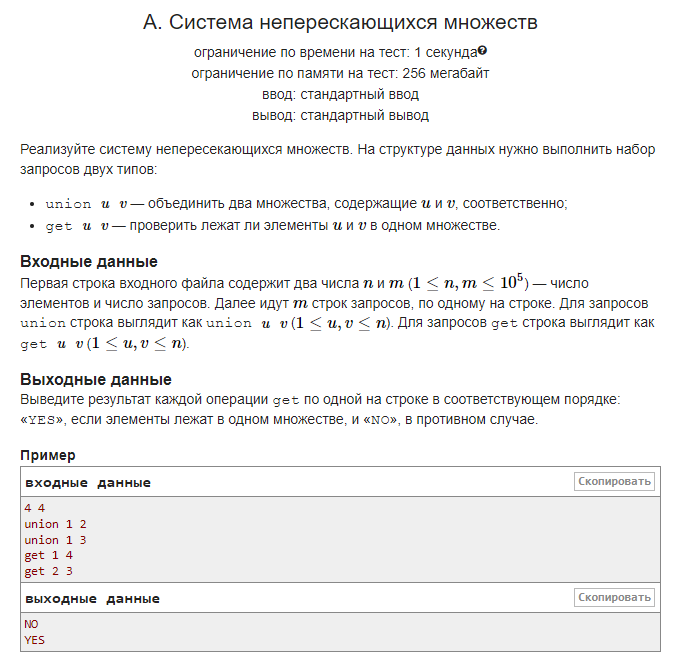 A. Система неперескающихся множеств
ограничение по времени на тест: 1 секунда?
ограничение по памяти на тест: 256 мегабайт
ввод: стандартный ввод
вывод: стандартный вывод
Реализуйте систему непересекающихся множеств. На структуре данных нужно выполнить набор
запросов двух типов:
• union u v — объединить два множества, содержащие u и v, соответственно;
• get u v — проверить лежат ли элементы u и v в одном множестве.
Входные данные
Первая строка входного файла содержит два числа n и m (1 ≤ n, m ≤ 10^5) — число
элементов и число запросов. Далее идут m строк запросов, по одному на строке. Для запросов
union строка выглядит как union u v (1 ≤ u, v ≤ n). Для запросов get строка выглядит как
get u v (1 ≤ u, v ≤ n).
Выходные данные
Выведите результат каждой операции get по одной на строке в соответствующем порядке:
«YES», если элементы лежат в одном множестве, и «NO», в противном случае.
Пример
входные данные Скопировать
4 4
union 1 2
union 1 3
get 1 4
get 2 3
выходные данные Скопировать
NO
YES